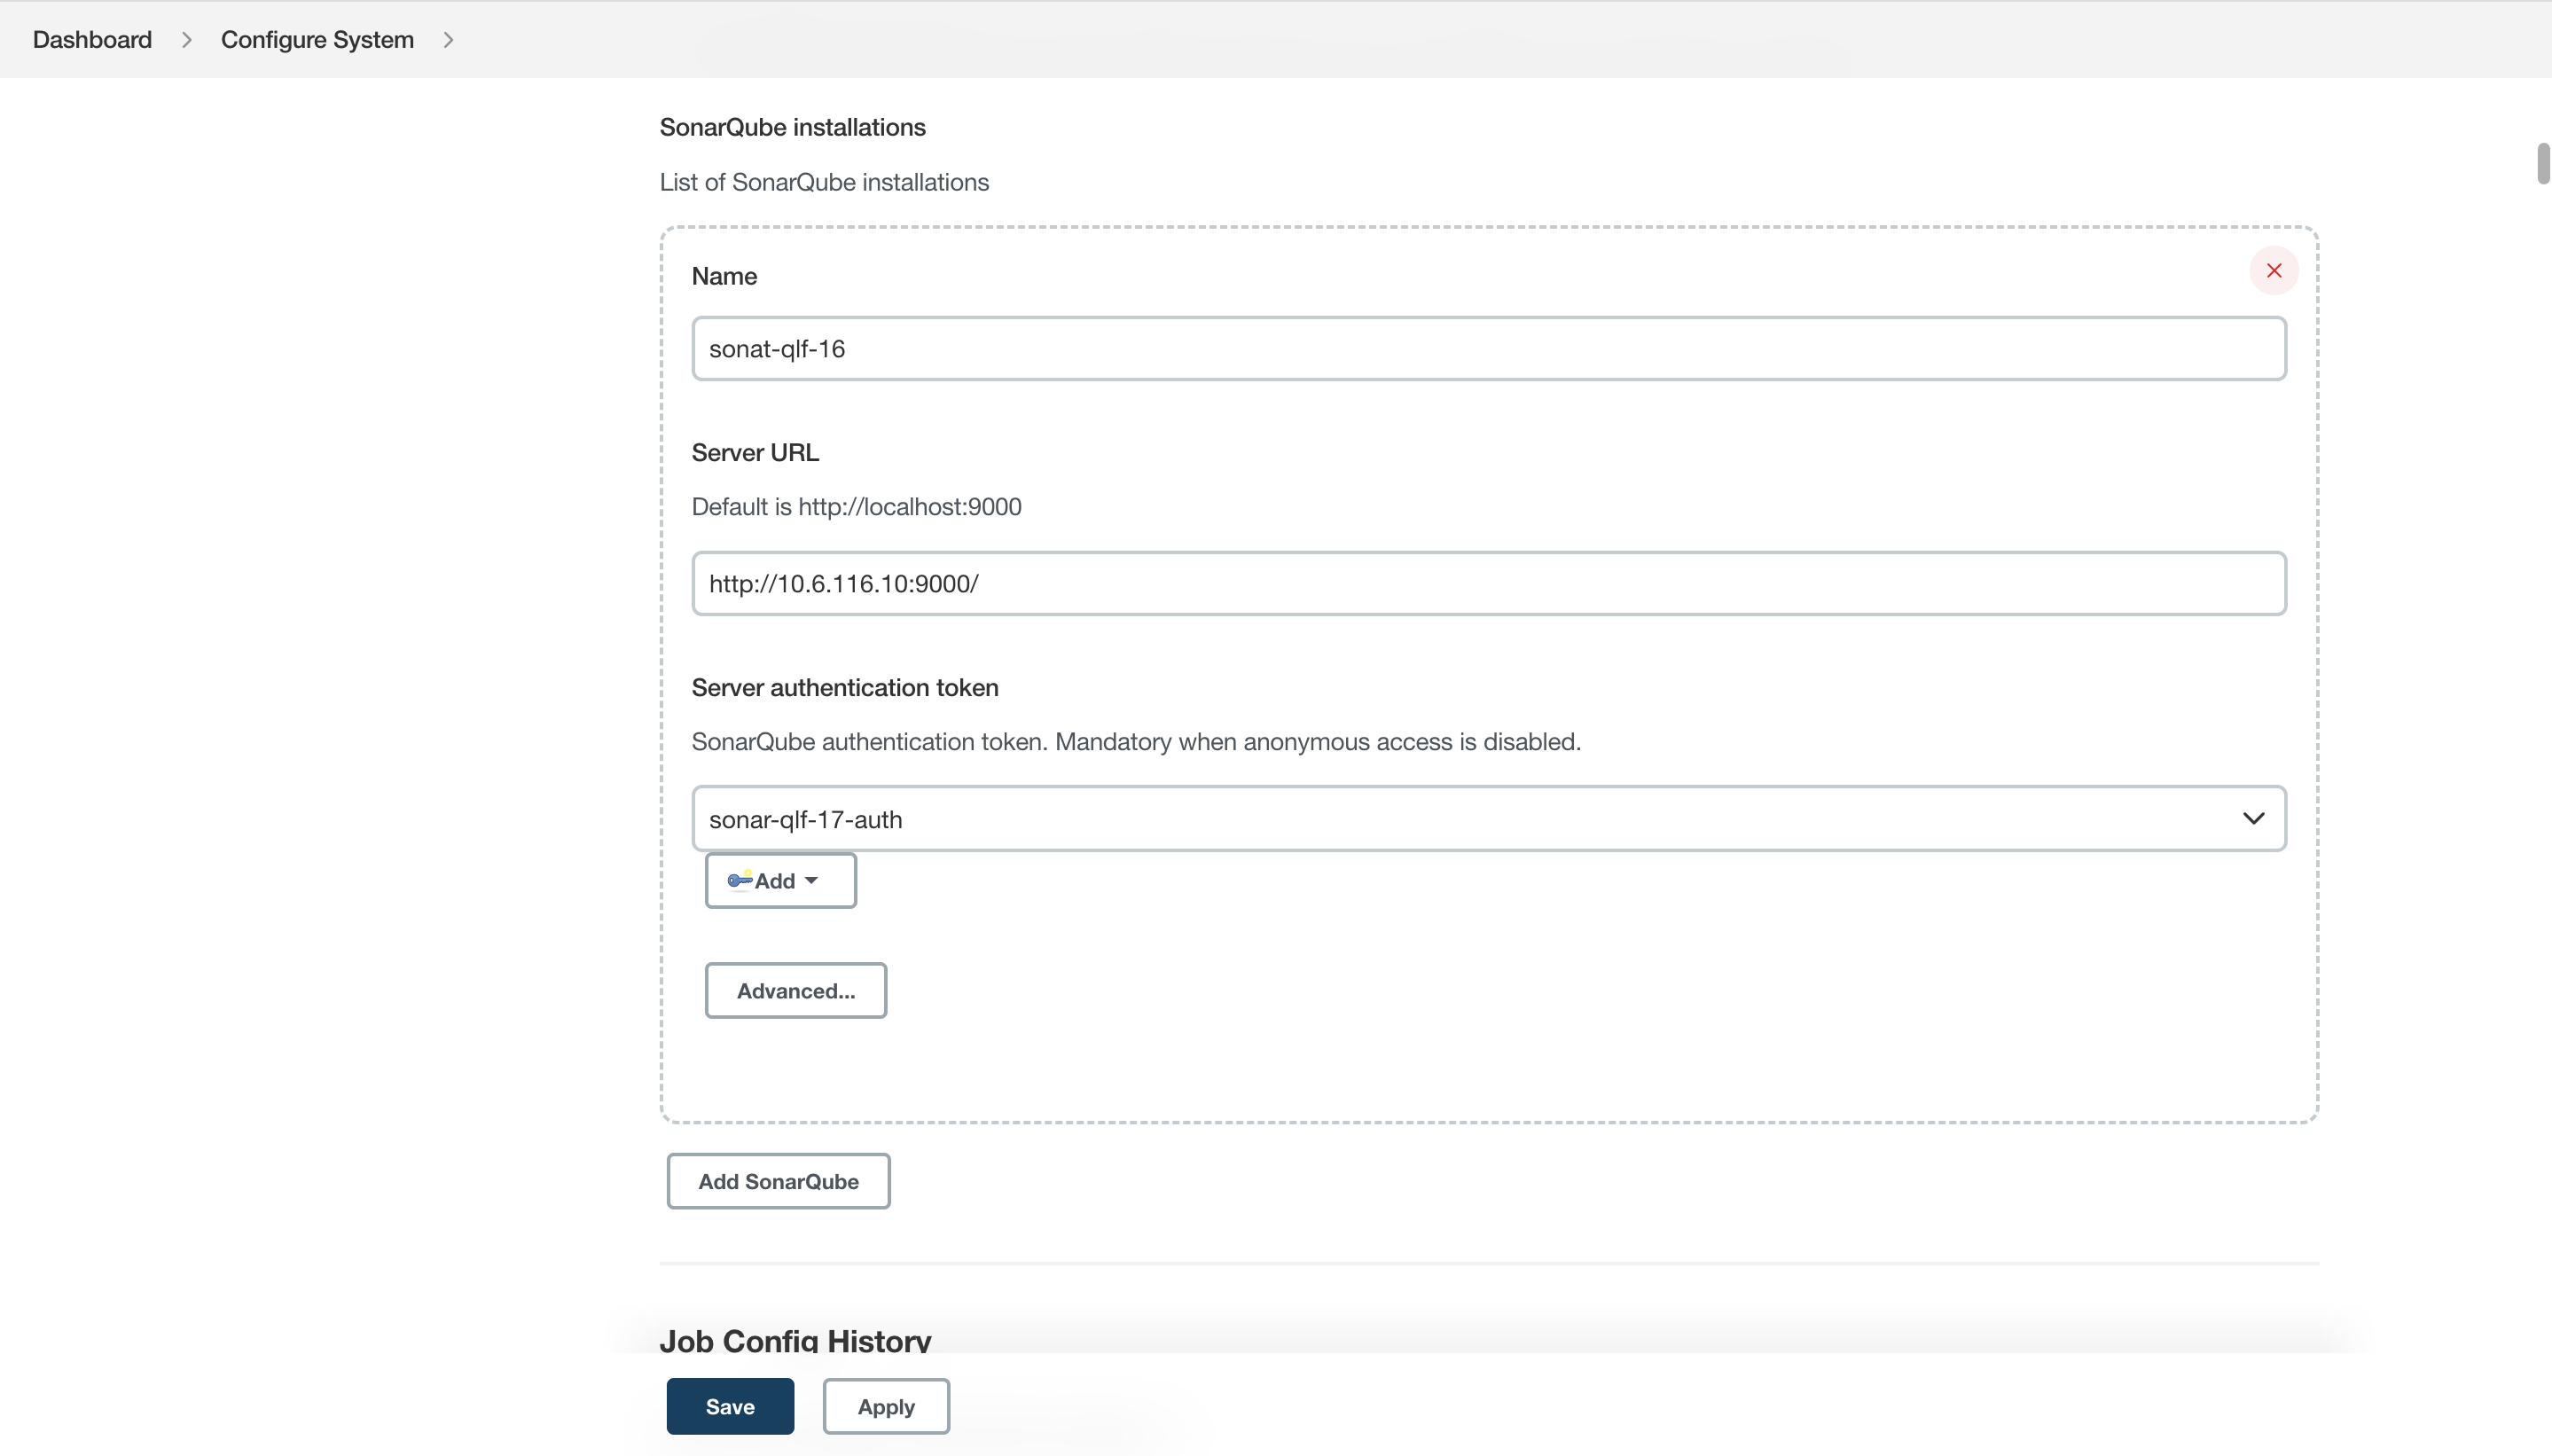 Dashboard > Configure System >
SonarQube installations
List of SonarQube installations
Name
sonat-qlf-16
Server URL
Default is http://localhost:9000
http://10.6.116.10:9000/
Server authentication token
SonarQube authentication token. Mandatory when anonymous access is disabled.
sonar-qlf-17-auth
Add
Advanced...
Add SonarQube
Job Config History
Save Apply